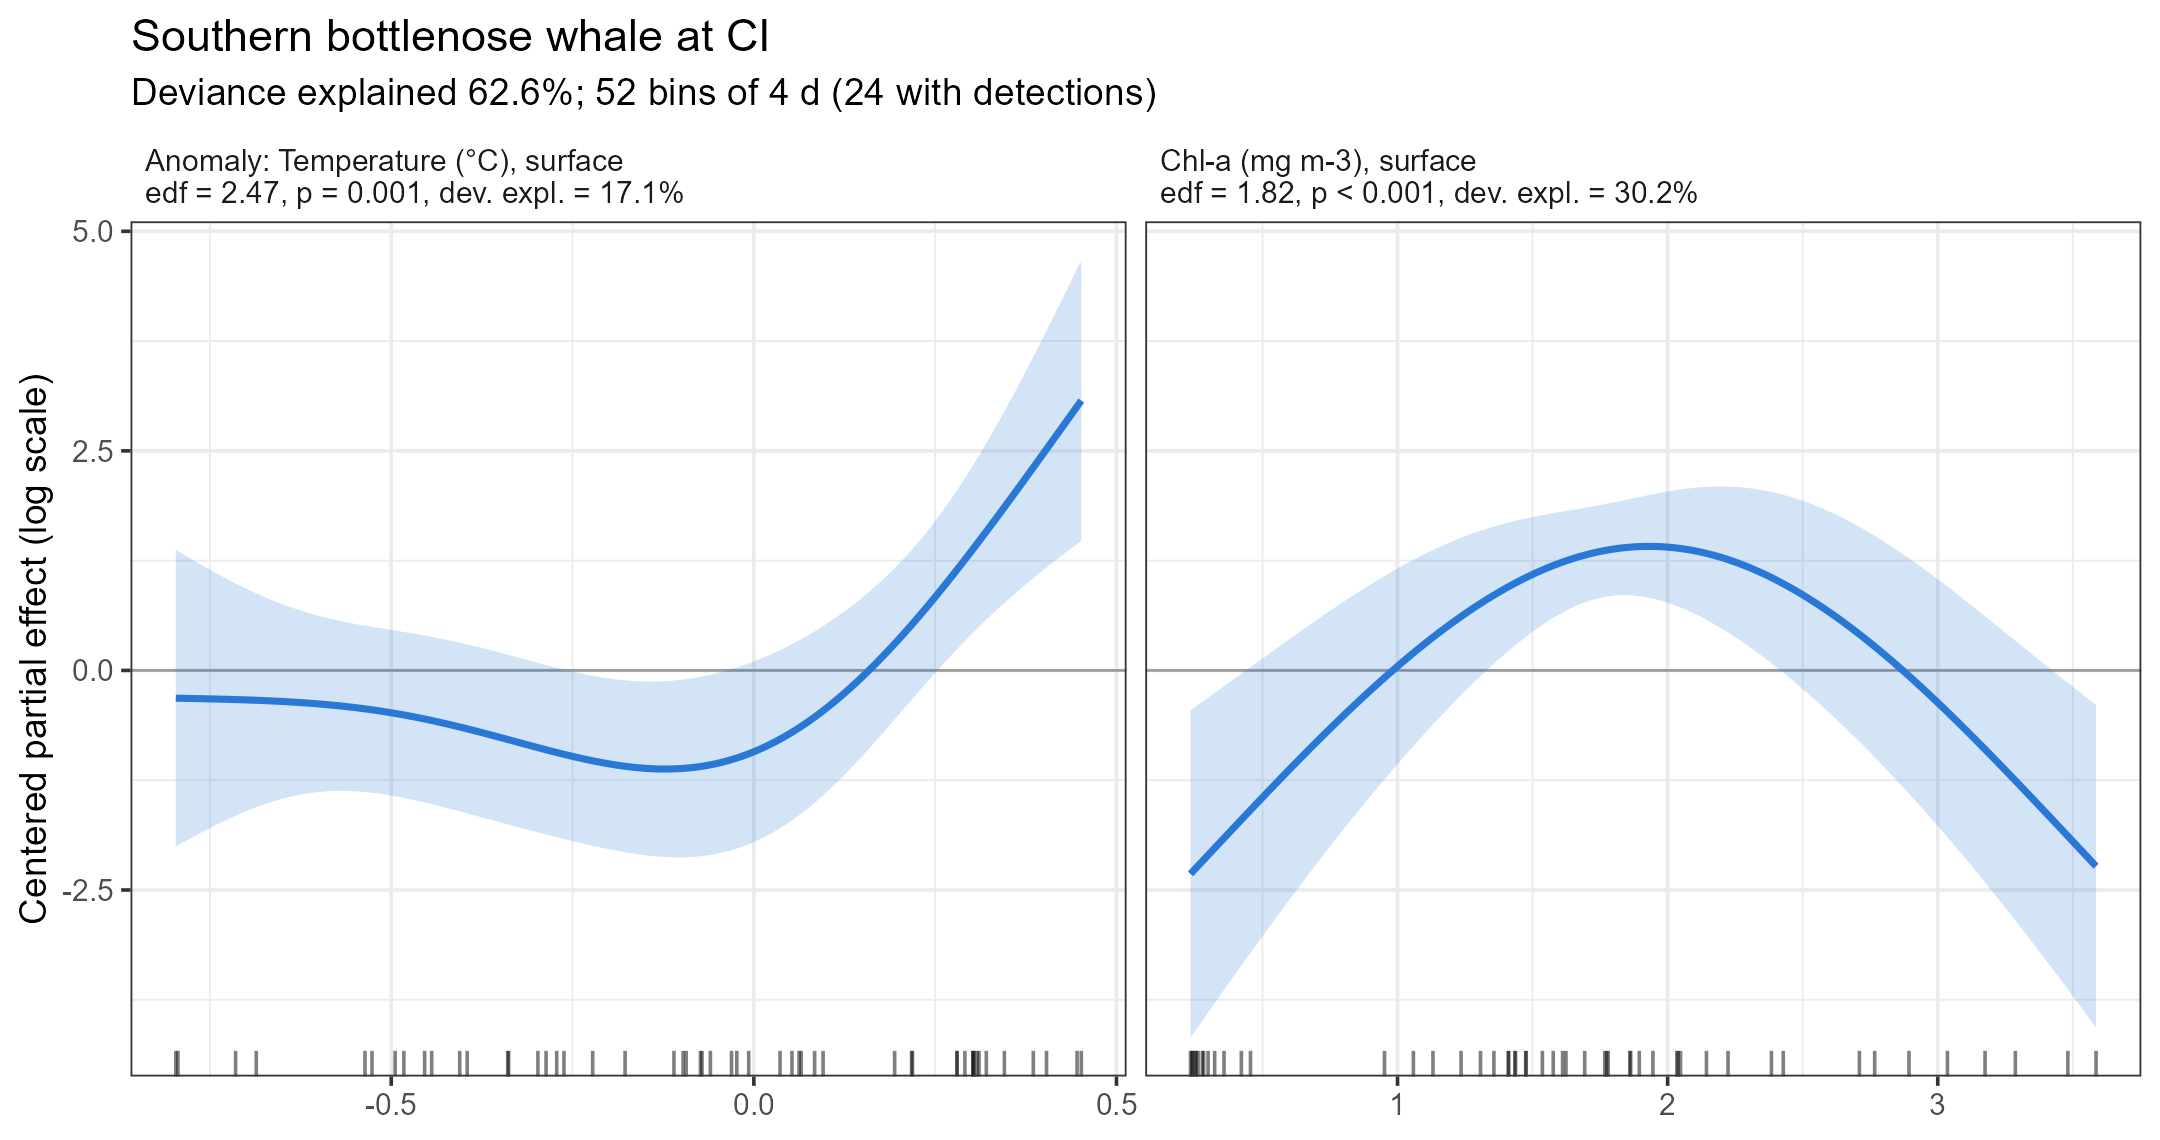 Southern bottlenose whale at CI
Deviance explained 62.6%; 52 bins of 4 d (24 with detections)
Anomaly: Temperature (°C), surface
edf = 2.47, p = 0.001, dev. expl. = 17.1%
Chl-a (mg m-3), surface
edf = 1.82, p < 0.001, dev. expl. = 30.2%
Centered partial effect (log scale)
5.0
2.5
0.0
-2.5
-0.5
0.0
0.5
1
2
3